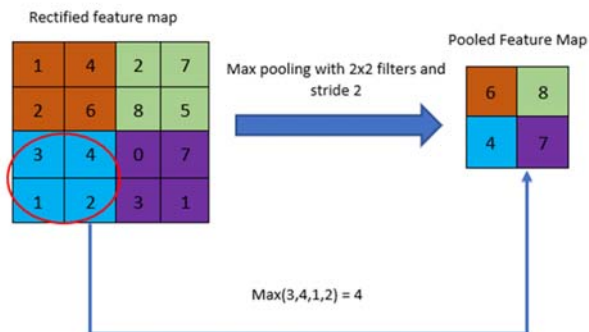 Rectified feature map
Pooled Feature Map
1 4 2 7
2 6 8 5
3 4 0 7
1 2 3 1
Max pooling with 2x2 filters and
stride 2
6 8
4 7
Max(3,4,1,2) = 4